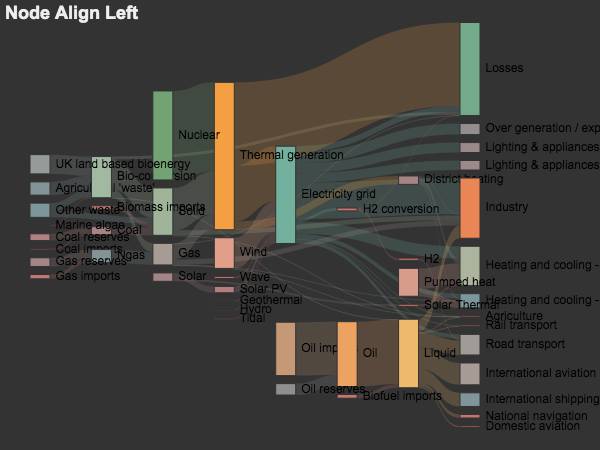 Node Align Left
Losses
Over generation / exp
Lighting & appliances
Lighting & appliances
District heating
Industry
Heating and cooling -
Heating and cooling -
Agriculture
Rail transport
Road transport
International aviation
International shipping
National navigation
Domestic aviation
Nuclear
Thermal generation
Electricity grid
H2 conversion
H2
Pumped heat
Solar Thermal
UK land based bioenergy
Bio-conversion
Agricul 'waste'
Biomass imports
Other waste
Solid
Marine algae
Coal
Coal reserves
Coal imports
Gas reserves
Gas imports
Ngas
Gas
Solar
Wind
Wave
Solar PV
Geothermal
Hydro
Tidal
Oil imp
Oil
Liquid
Oil reserves
Biofuel imports